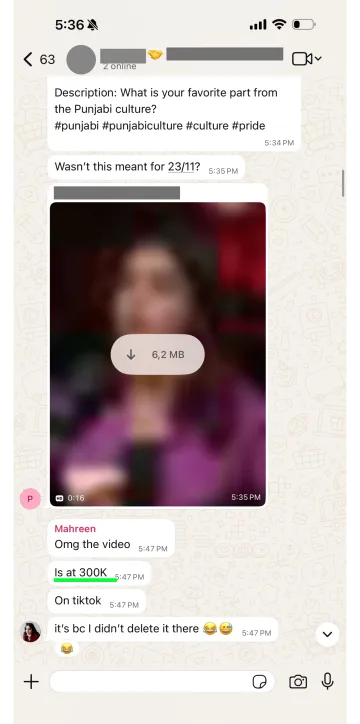 5:36
63
2 online
Description: What is your favorite part from
the Punjabi culture?
#punjabi #punjabiculture #culture #pride
5:34 PM
Wasn't this meant for 23/11?
5:35 PM
6,2 MB
P
0:16
5:35 PM
Mahreen
Omg the video
5:47 PM
Is at 300K
5:47 PM
On tiktok
5:47 PM
it's bc I didn't delete it there 😂😅
5:47 PM
😂